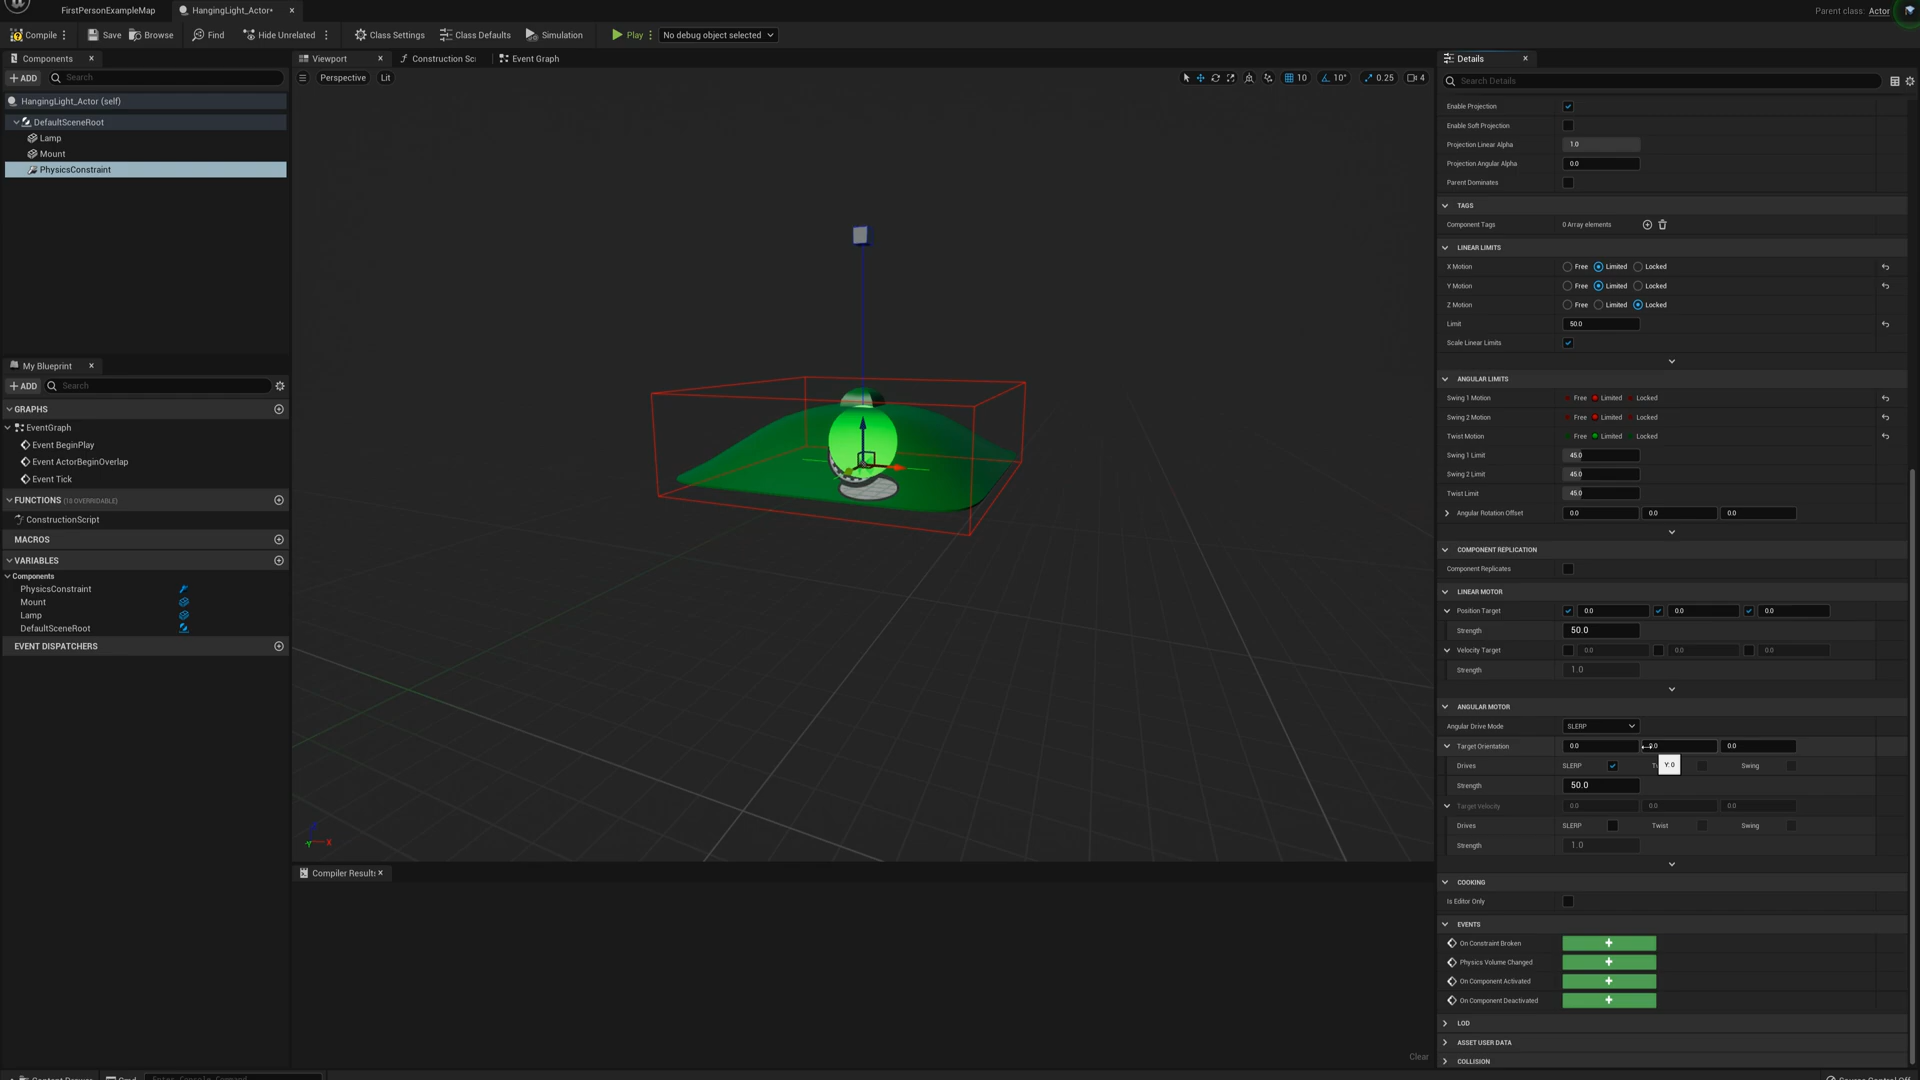 FirstPersonExampleMap
HangingLight_Actor*
Parent class: Actor
Compile
Save
Browse
Find
Hide Unrelated
Class Settings
Class Defaults
Simulation
Play
No debug object selected
Components
Viewport
Construction Sc
Event Graph
Details
ADD
Search
Perspective
Lit
10
10°
0.25
4
Search Details
HangingLight_Actor (self)
DefaultSceneRoot
Lamp
Mount
PhysicsConstraint
My Blueprint
ADD
Search
GRAPHS
EventGraph
Event BeginPlay
Event ActorBeginOverlap
Event Tick
FUNCTIONS (13 OVERRIDABLE)
ConstructionScript
MACROS
VARIABLES
Components
PhysicsConstraint
Mount
Lamp
DefaultSceneRoot
EVENT DISPATCHERS
X
Compiler Results
Clear
Enable Projection
Enable Soft Projection
Projection Linear Alpha 1.0
Projection Angular Alpha 0.0
Parent Dominates
TAGS
Component Tags 0 Array elements
LINEAR LIMITS
X Motion Free Limited Locked
Y Motion Free Limited Locked
Z Motion Free Limited Locked
Limit 50.0
Scale Linear Limits
ANGULAR LIMITS
Swing 1 Motion Free Limited Locked
Swing 2 Motion Free Limited Locked
Twist Motion Free Limited Locked
Swing 1 Limit 45.0
Swing 2 Limit 45.0
Twist Limit 45.0
Angular Rotation Offset 0.0 0.0 0.0
COMPONENT REPLICATION
Component Replicates
LINEAR MOTOR
Position Target 0.0 0.0 0.0
Strength 50.0
Velocity Target 0.0 0.0 0.0
Strength 1.0
ANGULAR MOTOR
Angular Drive Mode SLERP
Target Orientation 0.0 0.0 0.0
Drives SLERP Y: 0 Swing
Strength 50.0
Target Velocity 0.0 0.0 0.0
Drives SLERP Twist Swing
Strength 1.0
COOKING
Is Editor Only
EVENTS
On Constraint Broken
Physics Volume Changed
On Component Activated
On Component Deactivated
LOD
ASSET USER DATA
COLLISION